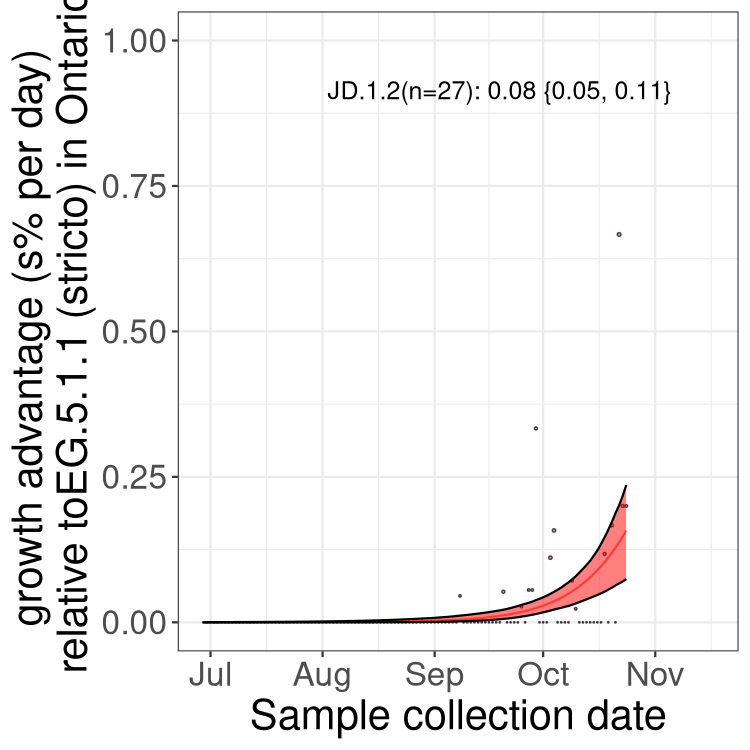 growth advantage (s% per day)
relative toEG.5.1.1 (stricto) in Ontario
1.00
0.75
0.50
0.25
0.00
JD.1.2(n=27): 0.08 {0.05, 0.11}
Jul Aug Sep Oct Nov
Sample collection date